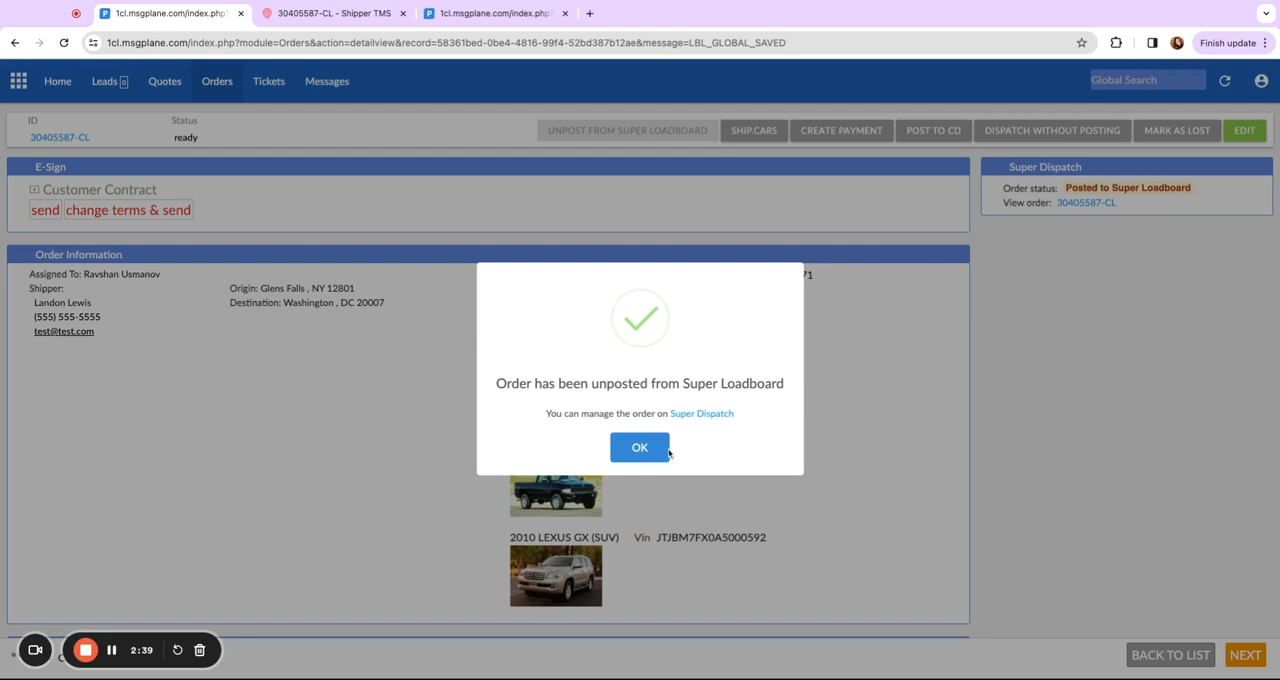 1cl.msgplane.com/index.php?
30405587-CL - Shipper TMS
1cl.msgplane.com/index.php?
1cl.msgplane.com/index.php?module=Orders&action=detailview&record=58361bed-0be4-4816-99f4-52bd387b12ae&message=LBL_GLOBAL_SAVED
Finish update
Home Leads 0 Quotes Orders Tickets Messages Global Search
ID Status
30405587-CL ready
UNPOST FROM SUPER LOADBOARD SHIP.CARS CREATE PAYMENT POST TO CD DISPATCH WITHOUT POSTING MARK AS LOST EDIT
E-Sign
Customer Contract
send change terms & send
Super Dispatch
Order status: Posted to Super Loadboard
View order: 30405587-CL
Order Information
Assigned To: Ravshan Usmanov
Shipper:
Landon Lewis
(555) 555-5555
test@test.com
Origin: Glens Falls , NY 12801
Destination: Washington , DC 20007
71
Order has been unposted from Super Loadboard
You can manage the order on Super Dispatch
OK
2010 LEXUS GX (SUV) Vin JTJBM7FX0A5000592
2:39
BACK TO LIST NEXT